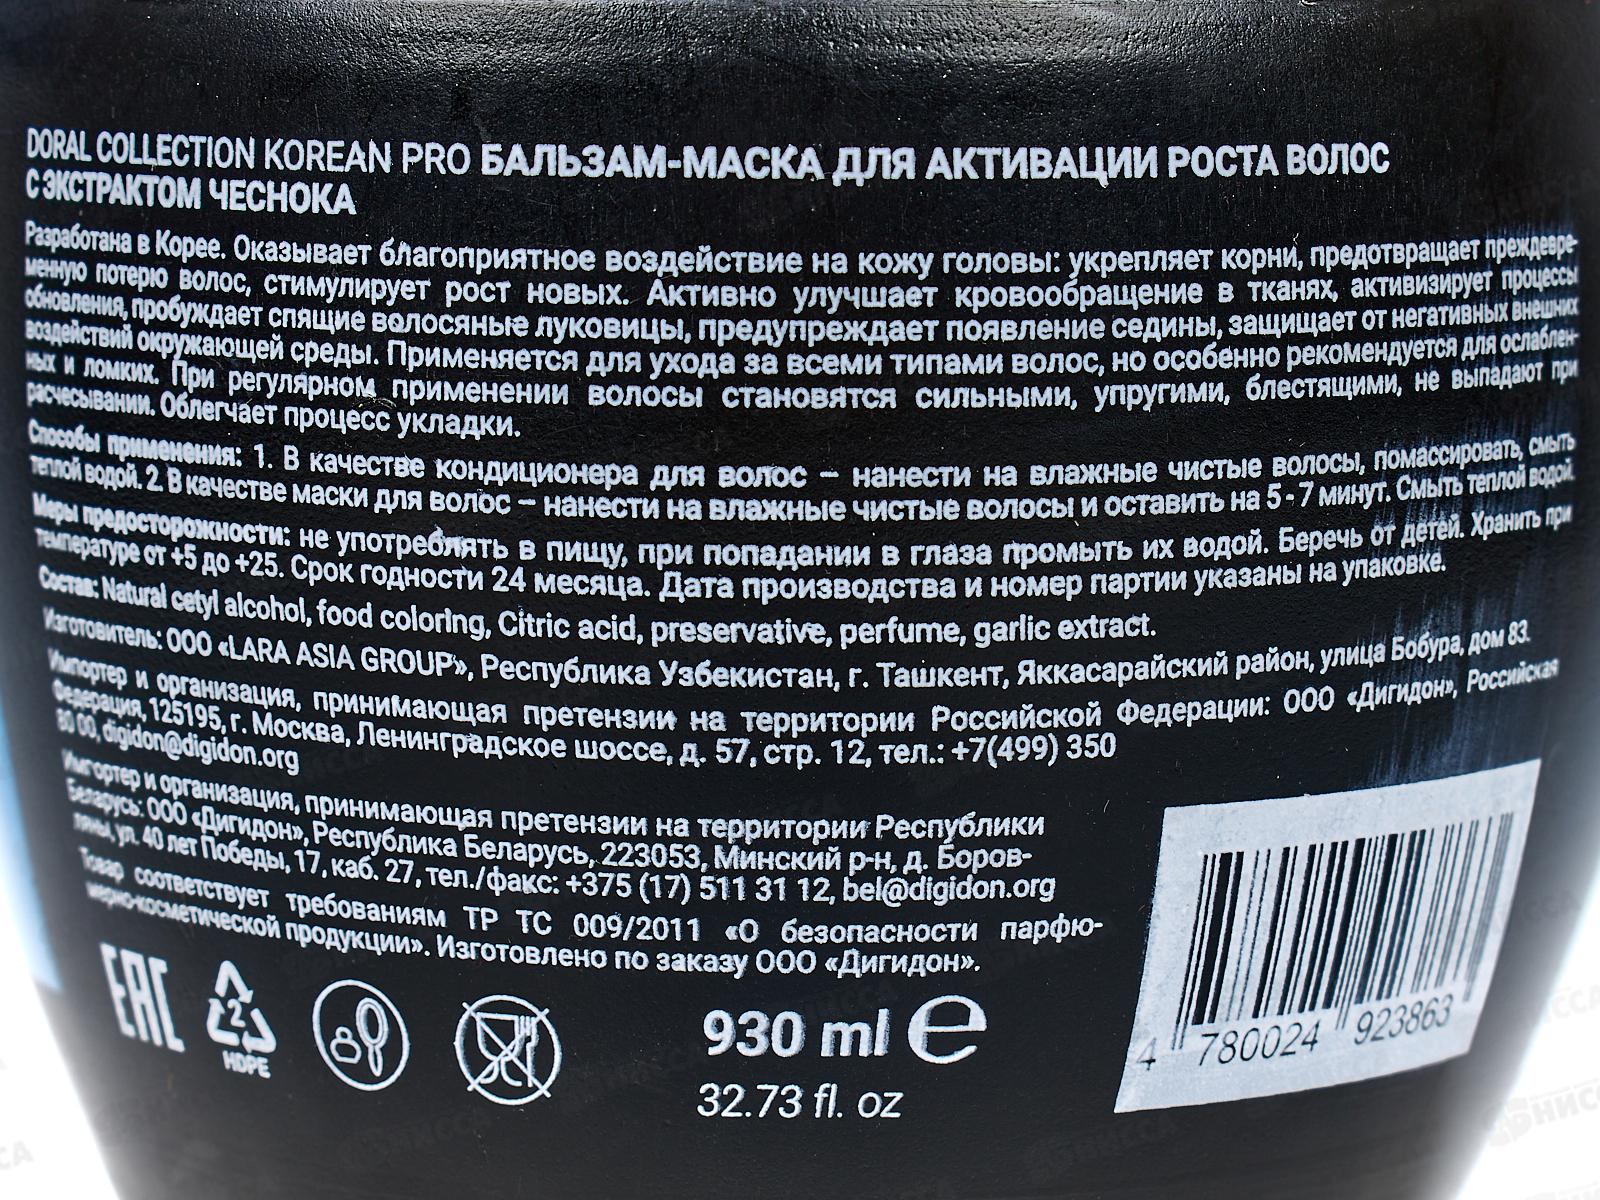 DORAL COLLECTION KOREAN PRO БАЛЬЗАМ-МАСКА ДЛЯ АКТИВАЦИИ РОСТА ВОЛОС
С ЭКСТРАКТОМ ЧЕСНОКА
Разработана в Корее. Оказывает благоприятное воздействие на кожу головы: укрепляет корни, предотвращает преждевре-
менную потерю волос, стимулирует рост новых. Активно улучшает кровообращение в тканях, активизирует процессы
обновления, пробуждает спящие волосяные луковицы, предупреждает появление седины, защищает от негативных внешних
воздействий окружающей среды. Применяется для ухода за всеми типами волос, но особенно рекомендуется для ослаблен-
ных и ломких. При регулярном применении волосы становятся сильными, упругими, блестящими, не выпадают при
расчесывании. Облегчает процесс укладки.
Способы применения: 1. В качестве кондиционера для волос – нанести на влажные чистые волосы, помассировать, смыть
теплой водой. 2. В качестве маски для волос – нанести на влажные чистые волосы и оставить на 5 - 7 минут. Смыть теплой водой.
Меры предосторожности: не употреблять в пищу, при попадании в глаза промыть их водой. Беречь от детей. Хранить при
температуре от +5 до +25. Срок годности 24 месяца. Дата производства и номер партии указаны на упаковке.
Состав: Natural cetyl alcohol, food coloring, Citric acid, preservative, perfume, garlic extract.
Изготовитель: ООО «LARA ASIA GROUP», Республика Узбекистан, г. Ташкент, Яккасарайский район, улица Бобура, дом 83.
Импортер и организация, принимающая претензии на территории Российской Федерации: ООО «Дигидон», Российская
Федерация, 125195, г. Москва, Ленинградское шоссе, д. 57, стр. 12, тел.: +7(499) 350
80 00, digidon@digidon.org
Импортер и организация, принимающая претензии на территории Республики
Беларусь: ООО «Дигидон», Республика Беларусь, 223053, Минский р-н, д. Боров-
ляны, ул. 40 лет Победы, 17, каб. 27, тел./факс: +375 (17) 511 31 12, bel@digidon.org
Товар соответствует требованиям ТР ТС 009/2011 «О безопасности парфю-
мерно-косметической продукции». Изготовлено по заказу ООО «Дигидон».
EAC
2
HDPE
930 ml ℮
32.73 fl. oz
4 780024 923863